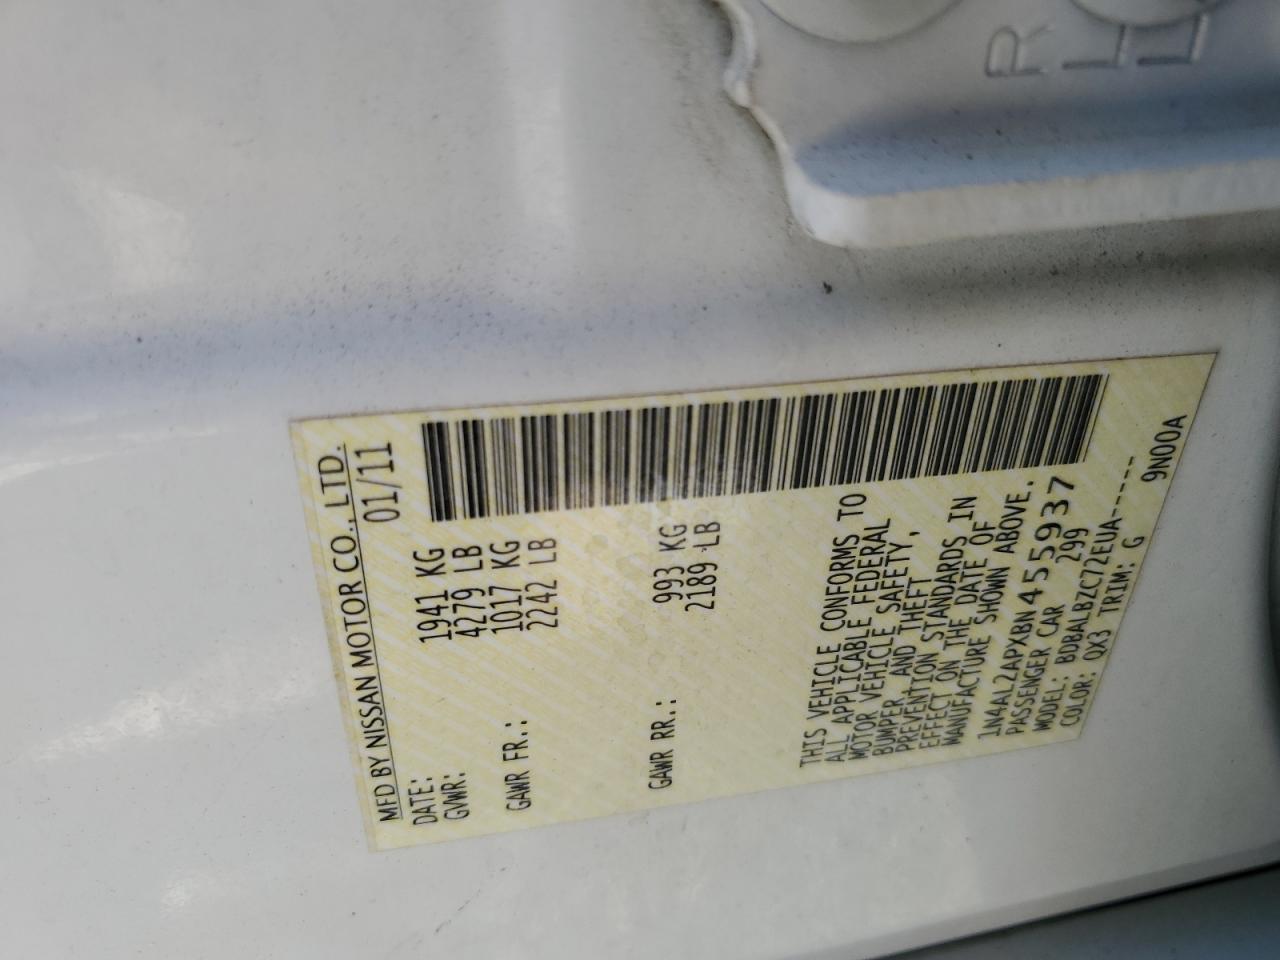 MFD BY NISSAN MOTOR CO., LTD.
DATE: 01/11
GVWR: 1941 KG
4279 LB
GAWR FR.: 1017 KG
2242 LB
GAWR RR.: 993 KG
2189 LB
THIS VEHICLE CONFORMS TO
ALL APPLICABLE FEDERAL
MOTOR VEHICLE SAFETY,
BUMPER, AND THEFT
PREVENTION STANDARDS IN
EFFECT ON THE DATE OF
MANUFACTURE SHOWN ABOVE.
1N4AL2APXBN455937
PASSENGER CAR 299
MODEL: BDBALBZC72EUA-----
COLOR: QX3 TRIM: G
9N00A
R